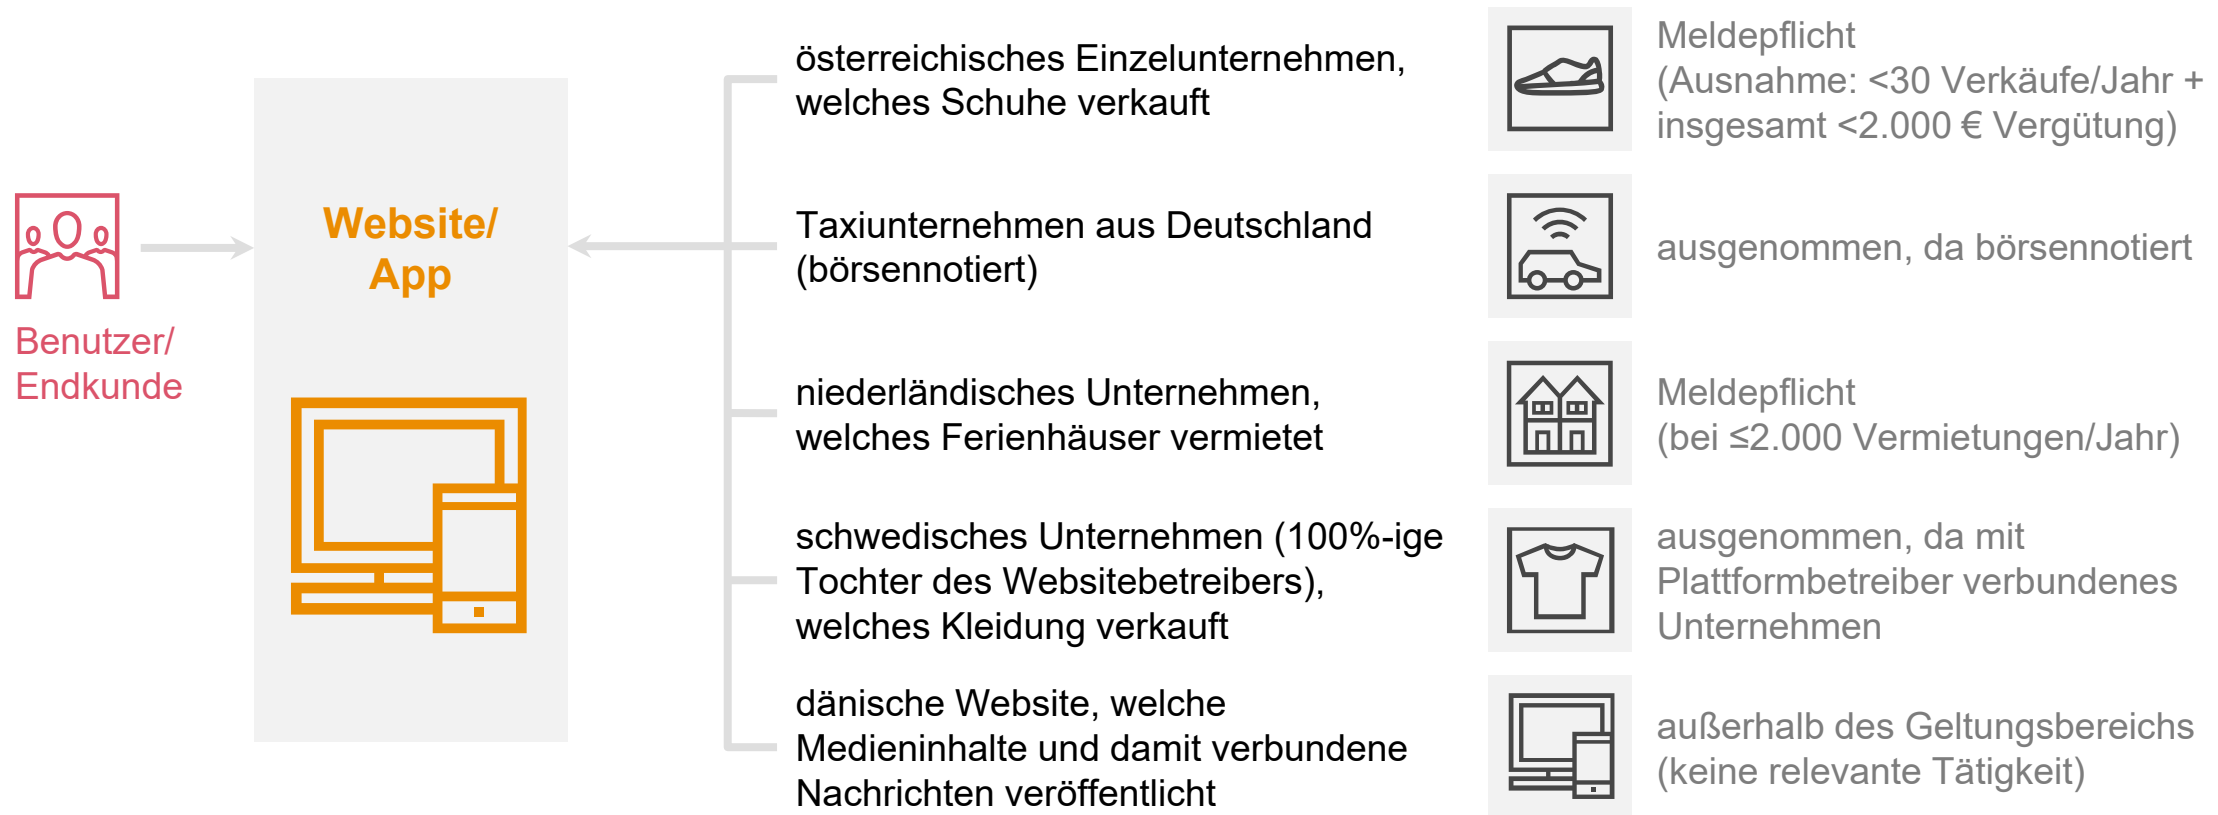 Benutzer/
Endkunde
Website/
App
österreichisches Einzelunternehmen,
welches Schuhe verkauft
Meldepflicht
(Ausnahme: <30 Verkäufe/Jahr +
insgesamt <2.000 € Vergütung)
Taxiunternehmen aus Deutschland
(börsennotiert)
ausgenommen, da börsennotiert
niederländisches Unternehmen,
welches Ferienhäuser vermietet
Meldepflicht
(bei ≤2.000 Vermietungen/Jahr)
schwedisches Unternehmen (100%-ige
Tochter des Websitebetreibers),
welches Kleidung verkauft
ausgenommen, da mit
Plattformbetreiber verbundenes
Unternehmen
dänische Website, welche
Medieninhalte und damit verbundene
Nachrichten veröffentlicht
außerhalb des Geltungsbereichs
(keine relevante Tätigkeit)